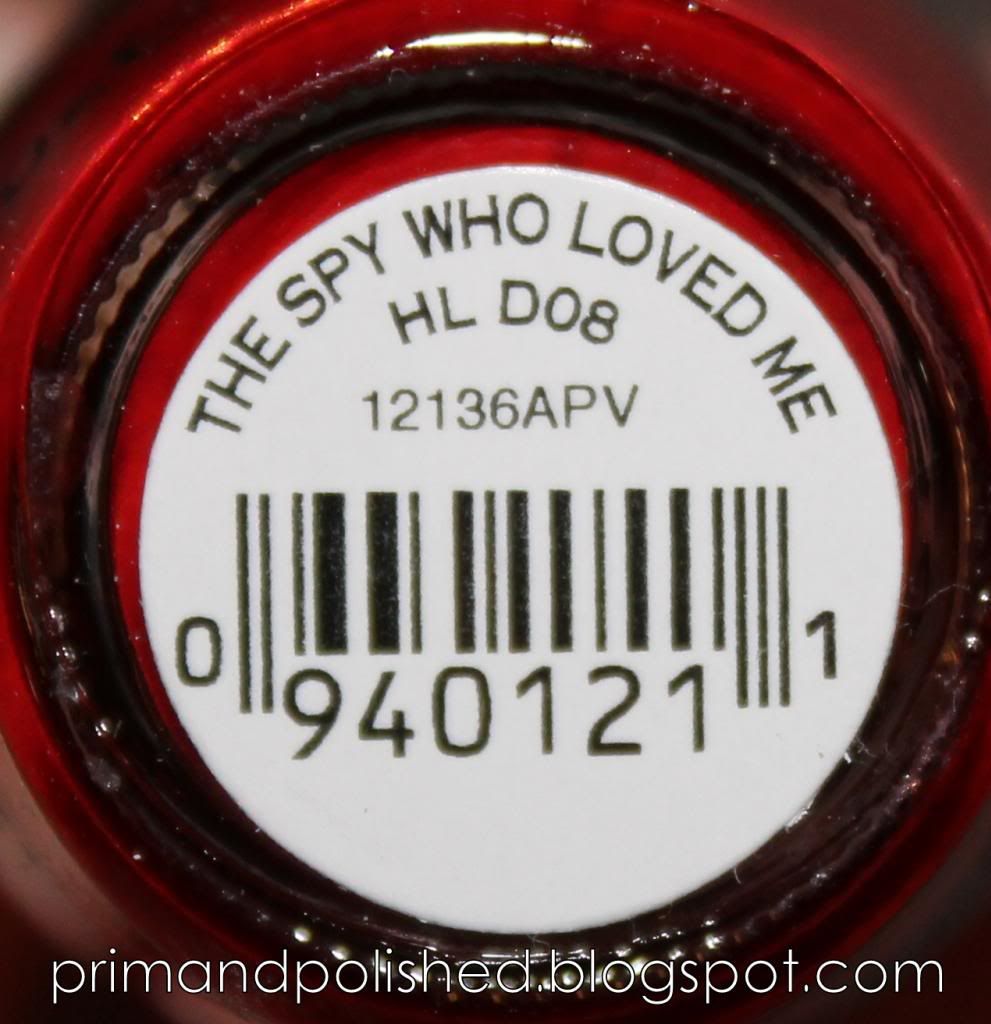 THE SPY WHO LOVED ME
HL D08
12136APV
0 940121 1
primandpolished.blogspot.com